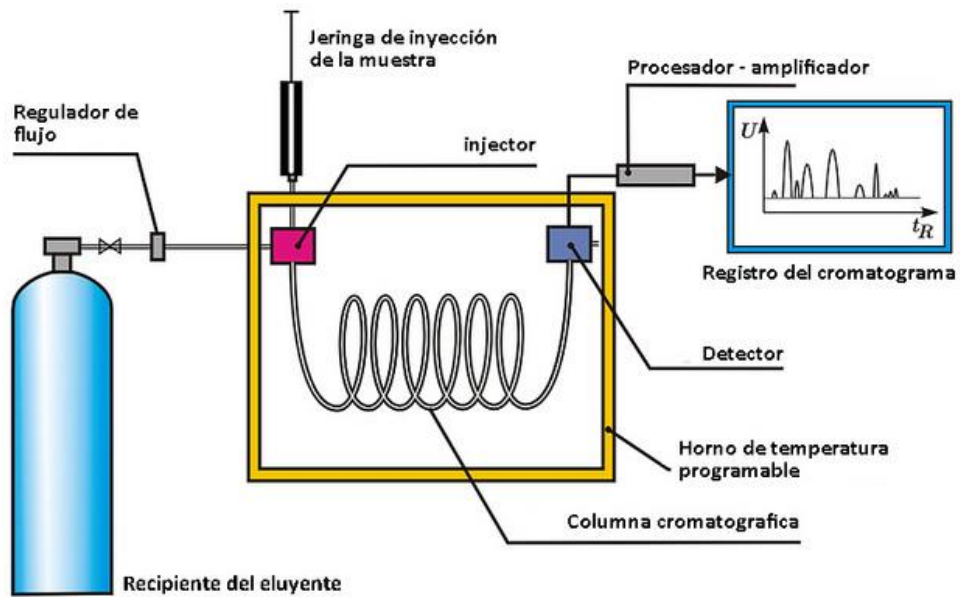 Jeringa de inyección
de la muestra
Procesador - amplificador
Regulador de
flujo
injector
U
t_R
Registro del cromatograma
Detector
Horno de temperatura
programable
Columna cromatografica
Recipiente del eluyente